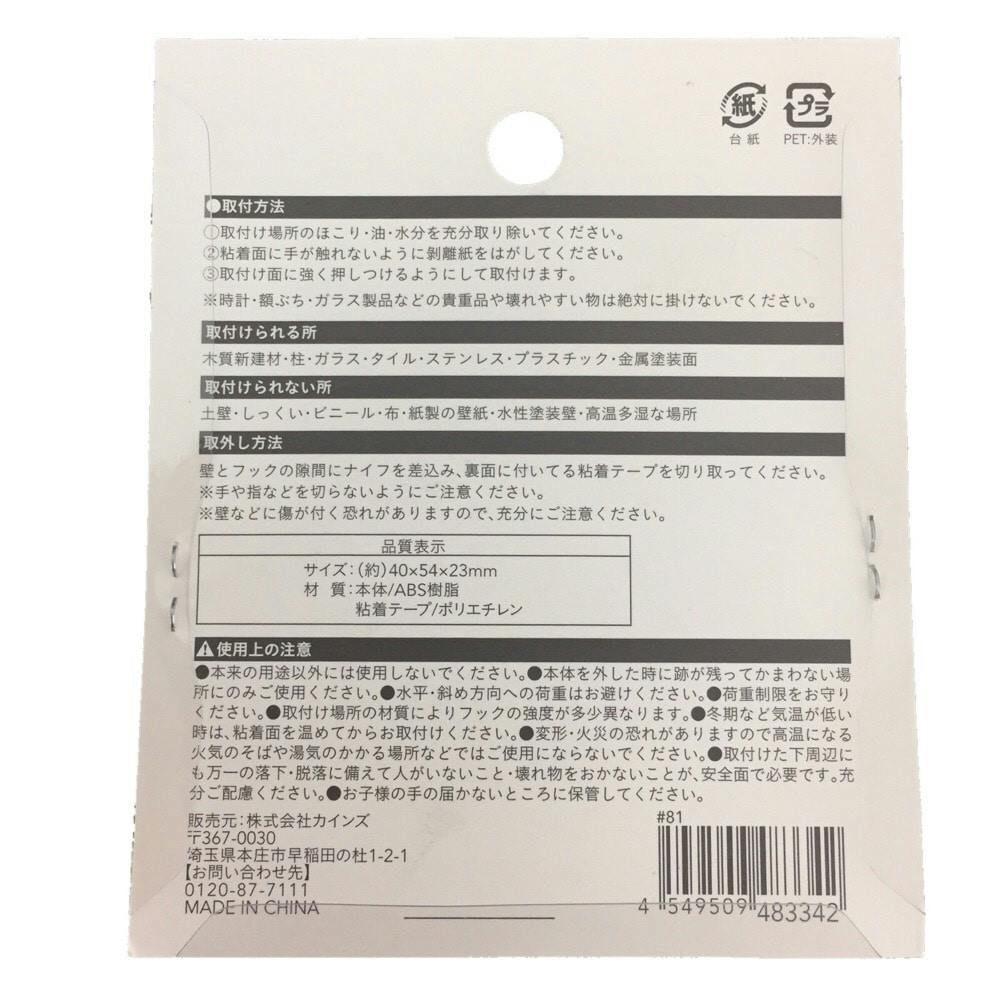 紙 プラ
台紙 PET:外装
●取付方法
①取付け場所のほこり・油・水分を充分取り除いてください。
②粘着面に手が触れないように剝離紙をはがしてください。
③取付け面に強く押しつけるようにして取付けます。
※時計・額ぶち・ガラス製品などの貴重品や壊れやすい物は絶対に掛けないでください。
取付けられる所
木質新建材・柱・ガラス・タイル・ステンレス・プラスチック・金属塗装面
取付けられない所
土壁・しっくい・ビニール・布・紙製の壁紙・水性塗装壁・高温多湿な場所
取外し方法
壁とフックの隙間にナイフを差込み、裏面に付いてる粘着テープを切り取ってください。
※手や指などを切らないようにご注意ください。
※壁などに傷が付く恐れがありますので、充分にご注意ください。
品質表示
サイズ:(約)40×54×23mm
材 質:本体/ABS樹脂
粘着テープ/ポリエチレン
⚠使用上の注意
●本来の用途以外には使用しないでください。●本体を外した時に跡が残ってかまわない場
所にのみご使用ください。●水平・斜め方向への荷重はお避けください。●荷重制限をお守り
ください。●取付け場所の材質によりフックの強度が多少異なります。●冬期など気温が低い
時は、粘着面を温めてからお取付けください。●変形・火災の恐れがありますので高温になる
火気のそばや湯気のかかる場所などではご使用にならないでください。●取付けた下周辺に
も万一の落下・脱落に備えて人がいないこと・壊れ物をおかないことが、安全面で必要です。充
分ご配慮ください。●お子様の手の届かないところに保管してください。
販売元:株式会社カインズ
〒367-0030
埼玉県本庄市早稲田の杜1-2-1
【お問い合わせ先】
0120-87-7111
MADE IN CHINA
#81
4 549509 483342